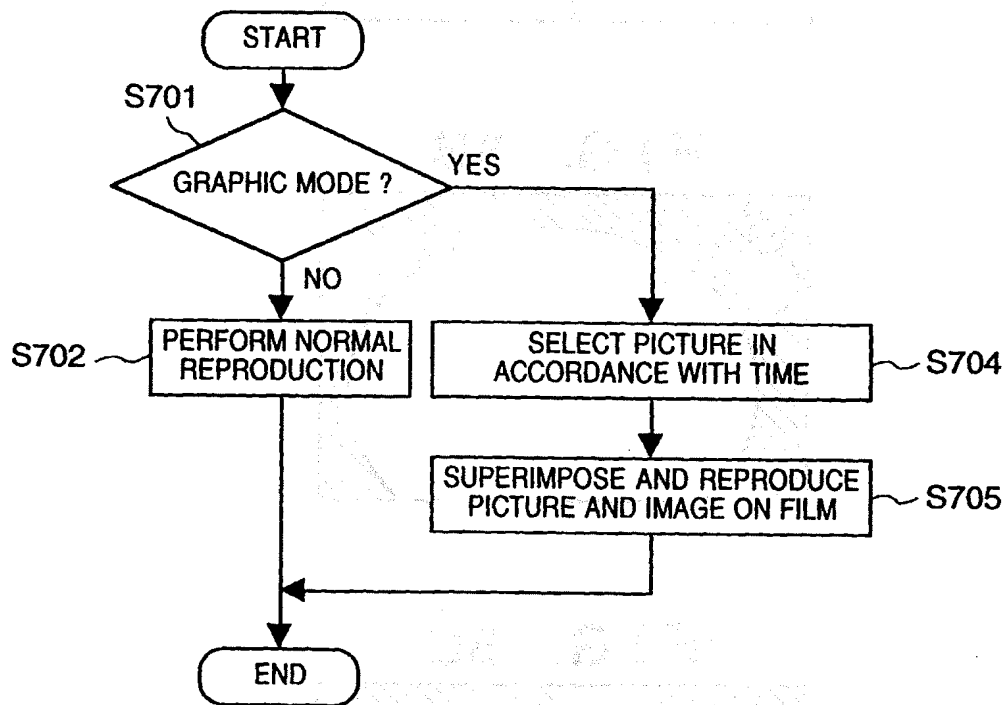 START
S701
GRAPHIC MODE ?
YES
NO
S702
PERFORM NORMAL
REPRODUCTION
SELECT PICTURE IN
ACCORDANCE WITH TIME
S704
SUPERIMPOSE AND REPRODUCE
PICTURE AND IMAGE ON FILM
S705
END